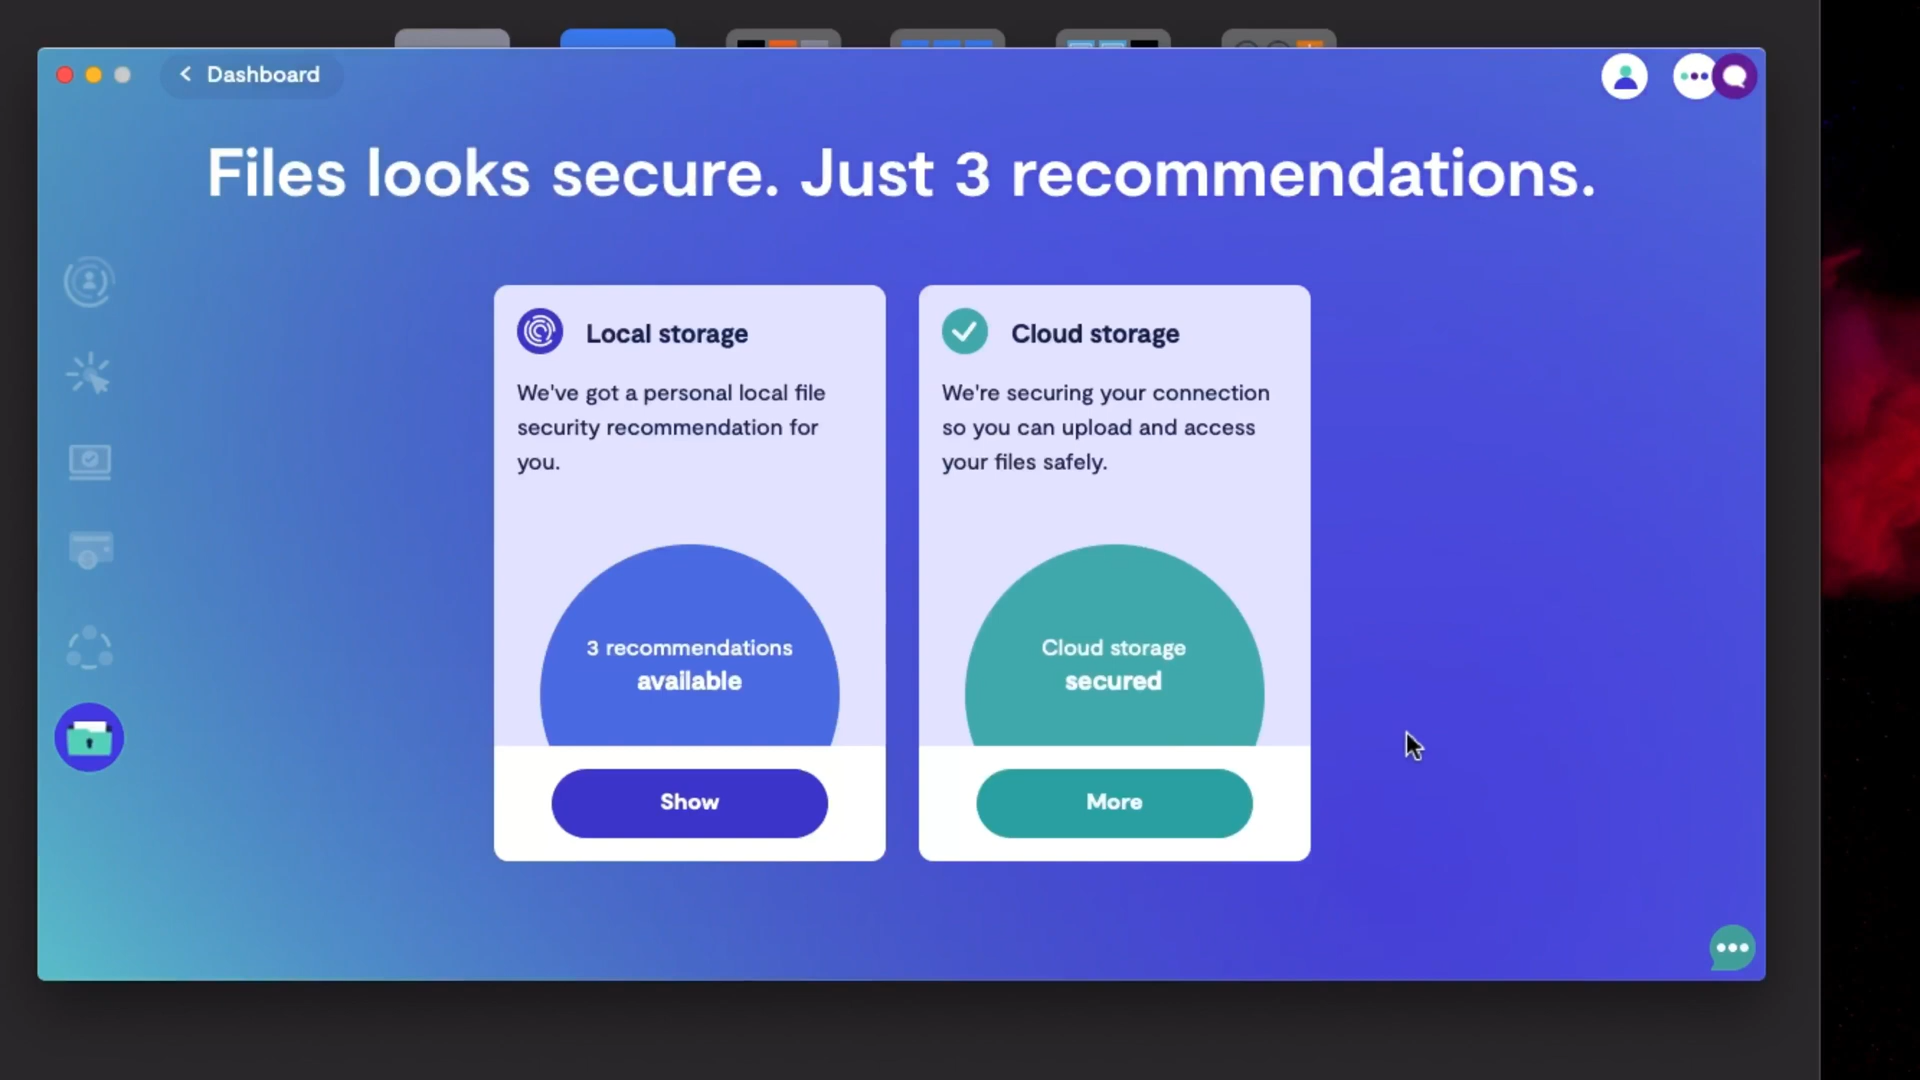 Dashboard
Files looks secure. Just 3 recommendations.
Local storage
We've got a personal local file
security recommendation for
you.
3 recommendations
available
Show
Cloud storage
We're securing your connection
so you can upload and access
your files safely.
Cloud storage
secured
More